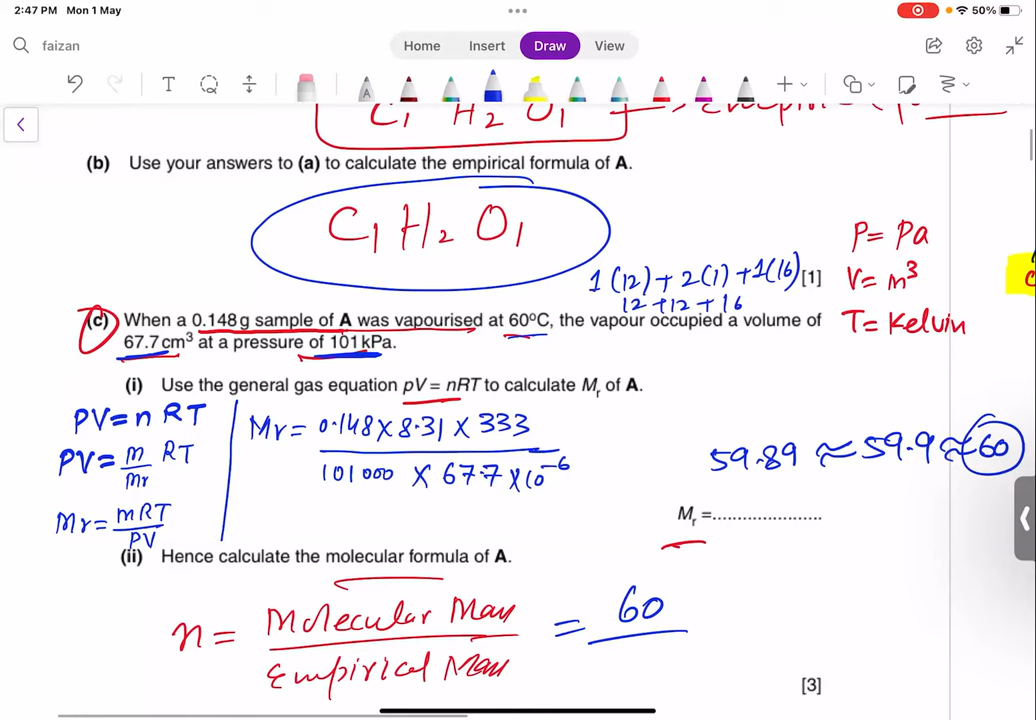 2:47 PM Mon 1 May
50%
faizan
Home Insert Draw View
C1 H2 O1
(b) Use your answers to (a) to calculate the empirical formula of A.
C1 H2 O1
1(12) + 2(1) + 1(16)
[1]
12 + 12 + 16
P = Pa
V = m³
T = Kelvin
(c) When a 0.148 g sample of A was vapourised at 60°C, the vapour occupied a volume of
67.7 cm³ at a pressure of 101 kPa.
(i) Use the general gas equation pV = nRT to calculate Mr of A.
PV = n RT
PV = m/Mr RT
Mr = mRT/PV
Mr = 0.148 × 8.31 × 333
101000 × 67.7 × 10⁻⁶
59.89 ≈ 59.9 ≈ 60
Mr =......................
(ii) Hence calculate the molecular formula of A.
n = Molecular Mass
Empirical Mass
= 60
[3]